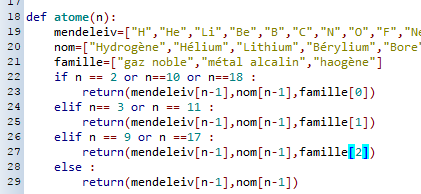 17
18 def atome(n):
19 mendeleiv=["H","He","Li","Be","B","C","N","O","F","Ne
20 nom=["Hydrogène","Hélium","Lithium","Bérylium","Bore"
21 famille=["gaz noble","métal alcalin","haogène"]
22 if n == 2 or n==10 or n==18 :
23 return(mendeleiv[n-1],nom[n-1],famille[0])
24 elif n== 3 or n == 11 :
25 return(mendeleiv[n-1],nom[n-1],famille[1])
26 elif n == 9 or n ==17 :
27 return(mendeleiv[n-1],nom[n-1],famille[2])
28 else :
29 return(mendeleiv[n-1],nom[n-1])